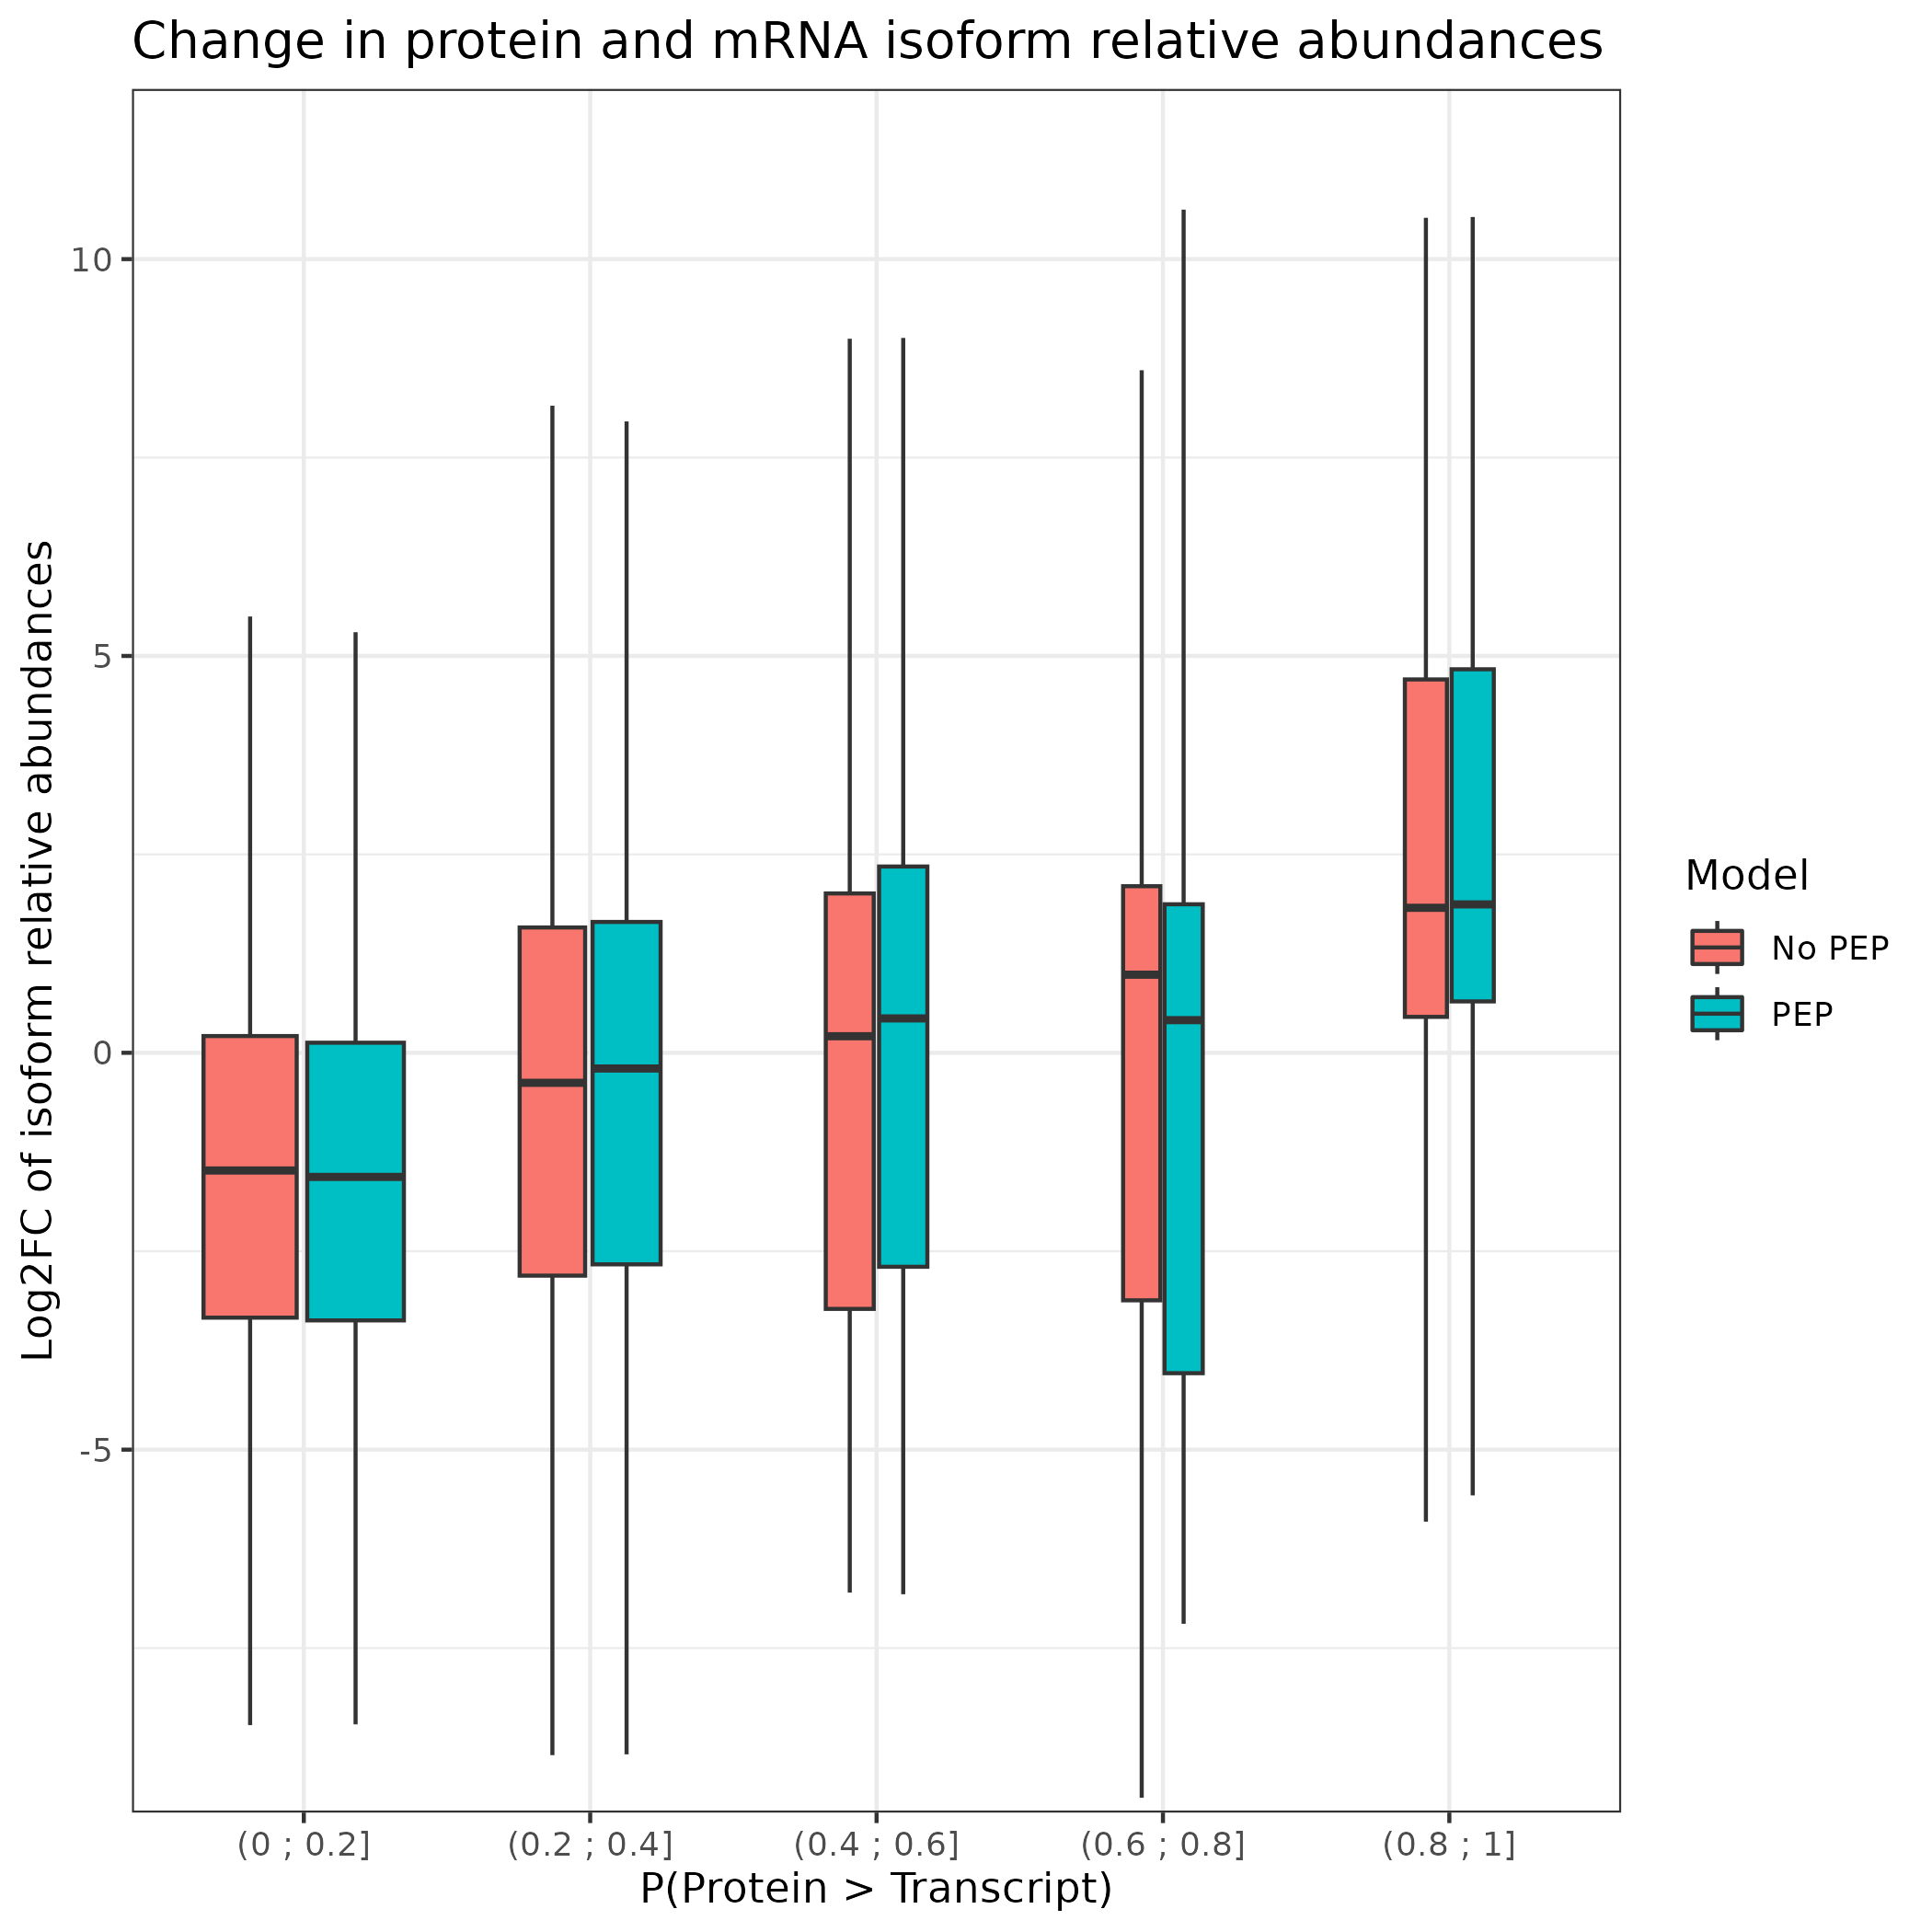 Change in protein and mRNA isoform relative abundances
Log2FC of isoform relative abundances
10
5
0
-5
(0 ; 0.2]
(0.2 ; 0.4]
(0.4 ; 0.6]
(0.6 ; 0.8]
(0.8 ; 1]
P(Protein > Transcript)
Model
No PEP
PEP